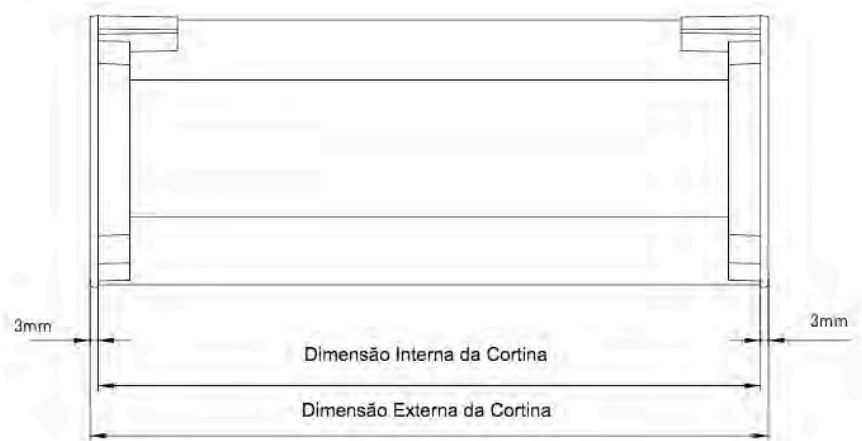 3mm
3mm
Dimensão Interna da Cortina
Dimensão Externa da Cortina